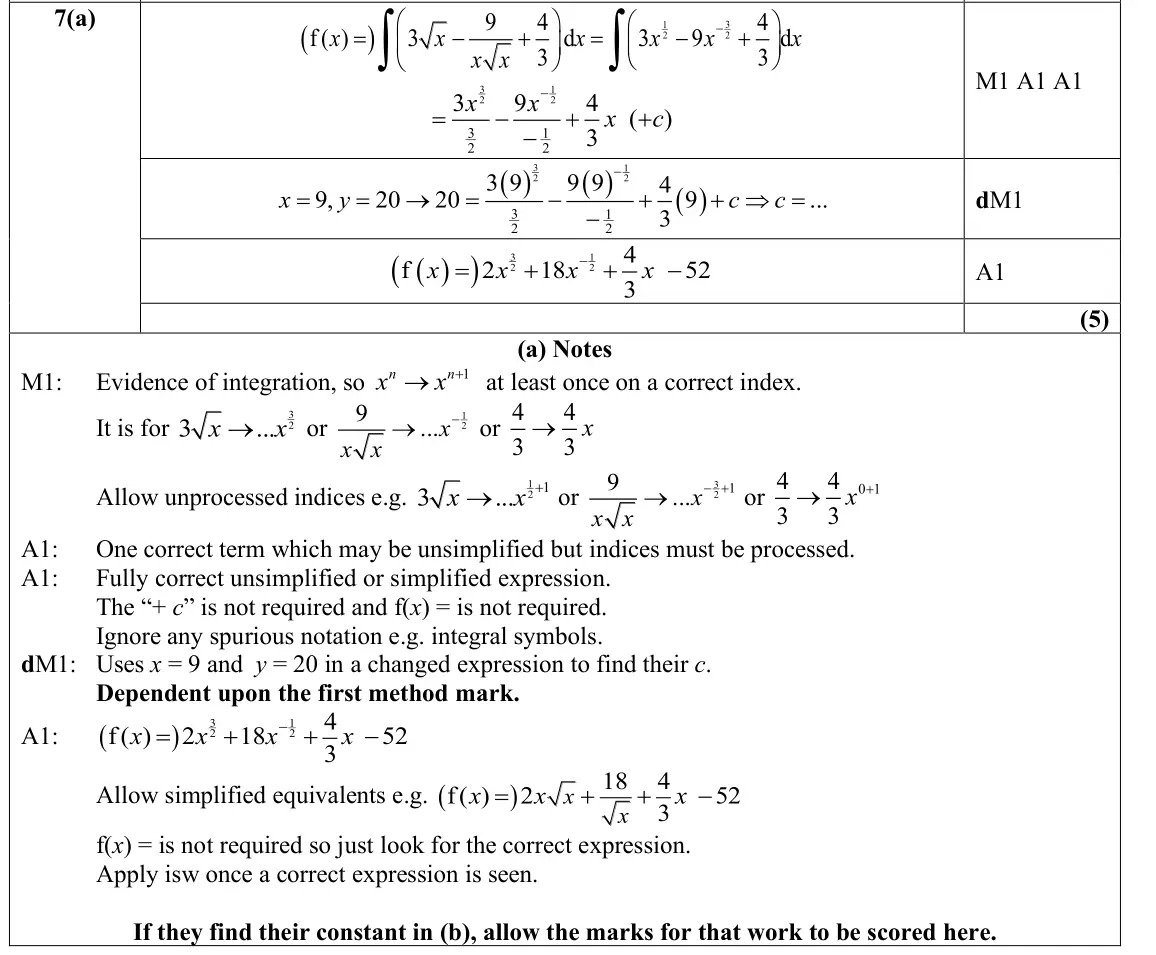 7(a)
(f(x)=)∫(3√x − 9/(x√x) + 4/3)dx = ∫(3x^(1/2) − 9x^(−3/2) + 4/3)dx
= 3x^(3/2)/(3/2) − 9x^(−1/2)/(−1/2) + 4/3 x (+c)
M1 A1 A1
x = 9, y = 20 → 20 = 3(9)^(3/2)/(3/2) − 9(9)^(−1/2)/(−1/2) + 4/3(9) + c ⇒ c = ...
dM1
(f(x)=)2x^(3/2) + 18x^(−1/2) + 4/3 x − 52
A1
(5)
(a) Notes
M1: Evidence of integration, so x^n → x^(n+1) at least once on a correct index.
It is for 3√x → ...x^(3/2) or 9/(x√x) → ...x^(−1/2) or 4/3 → 4/3 x
Allow unprocessed indices e.g. 3√x → ...x^(1/2+1) or 9/(x√x) → ...x^(−3/2+1) or 4/3 → 4/3 x^(0+1)
A1: One correct term which may be unsimplified but indices must be processed.
A1: Fully correct unsimplified or simplified expression.
The “+ c” is not required and f(x) = is not required.
Ignore any spurious notation e.g. integral symbols.
dM1: Uses x = 9 and y = 20 in a changed expression to find their c.
Dependent upon the first method mark.
A1: (f(x)=)2x^(3/2) + 18x^(−1/2) + 4/3 x − 52
Allow simplified equivalents e.g. (f(x)=)2x√x + 18/√x + 4/3 x − 52
f(x) = is not required so just look for the correct expression.
Apply isw once a correct expression is seen.
If they find their constant in (b), allow the marks for that work to be scored here.